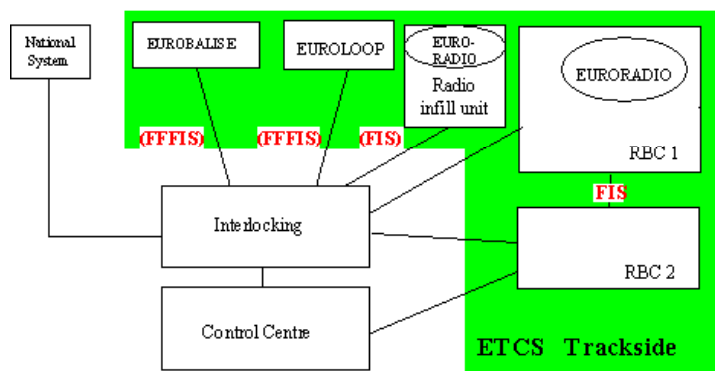 National
System
EUROBALISE
EUROLOOP
EURO-
RADIO
Radio
infill unit
EURORADIO
RBC 1
(FFFIS)
(FFFIS)
(FIS)
FIS
Interlocking
RBC 2
Control Centre
ETCS Trackside